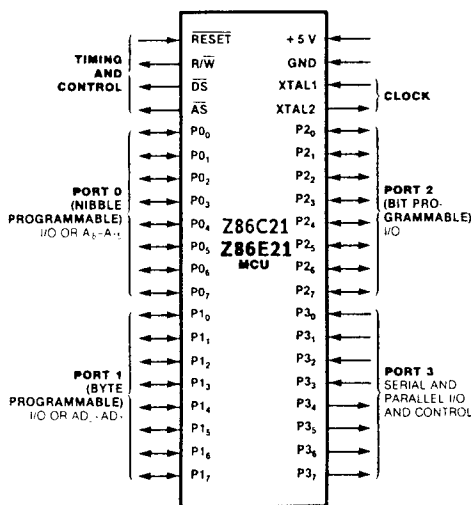 TIMING
AND
CONTROL
RESET
R/W
DS
AS
PORT 0
(NIBBLE
PROGRAMMABLE)
P0₀
P0₁
P0₂
P0₃
P0₄
P0₅
P0₆
P0₇
PORT 1
(BYTE
PROGRAMMABLE)
P1₀
P1₁
P1₂
P1₃
P1₄
P1₅
P1₆
P1₇
Z86C21
Z86E21
MCU
+5 V
GND
XTAL1
XTAL2
CLOCK
P2₀
P2₁
P2₂
P2₃
P2₄
P2₅
P2₆
P2₇
PORT 2
(BIT PRO-
GRAMMABLE)
I/O
P3₀
P3₁
P3₂
P3₃
P3₄
P3₅
P3₆
P3₇
PORT 3
SERIAL AND
PARALLEL I/O
AND CONTROL